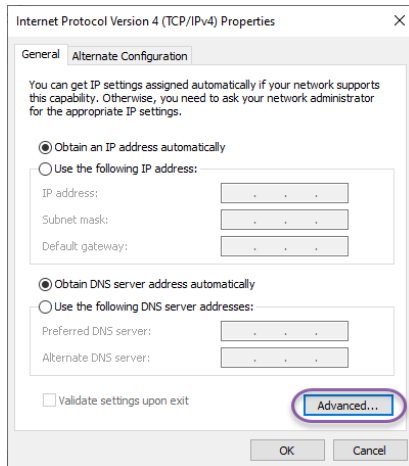 Internet Protocol Version 4 (TCP/IPv4) Properties
General
Alternate Configuration
You can get IP settings assigned automatically if your network supports
this capability. Otherwise, you need to ask your network administrator
for the appropriate IP settings.
Obtain an IP address automatically
Use the following IP address:
IP address:
Subnet mask:
Default gateway:
Obtain DNS server address automatically
Use the following DNS server addresses:
Preferred DNS server:
Alternate DNS server:
Validate settings upon exit
Advanced...
OK
Cancel